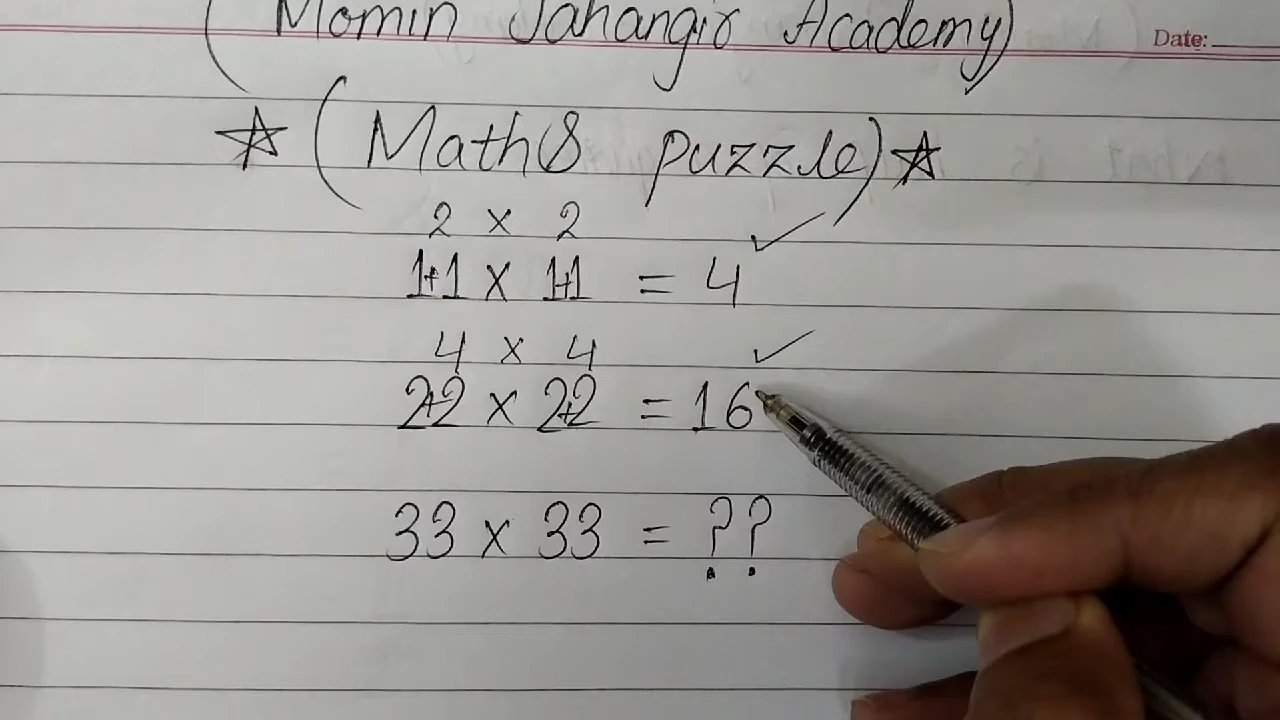 (Momin Jahangir Academy)
Date:
☆ (Maths puzzle) ☆
2 × 2
1+1 × 1+1 = 4 ✓
4 × 4
2+2 × 2+2 = 16 ✓
33 × 33 = ??